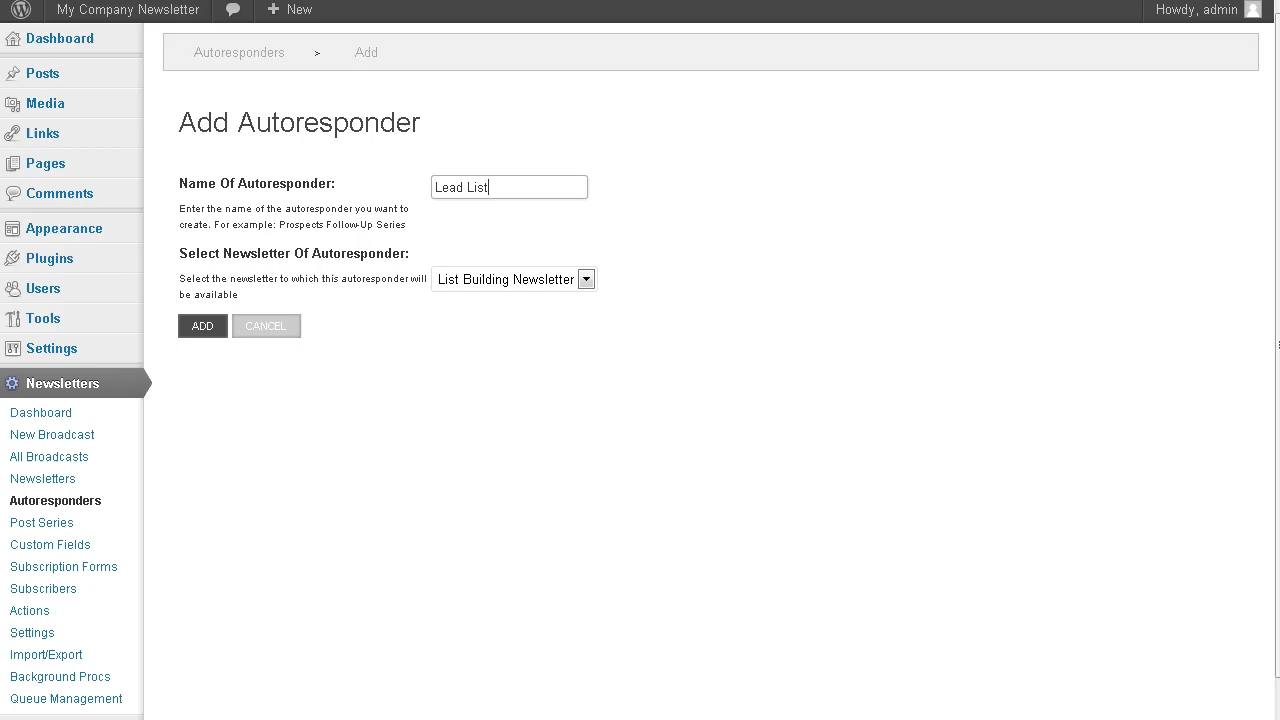 My Company Newsletter
New
Howdy, admin
Dashboard
Posts
Media
Links
Pages
Comments
Appearance
Plugins
Users
Tools
Settings
Newsletters
Dashboard
New Broadcast
All Broadcasts
Newsletters
Autoresponders
Post Series
Custom Fields
Subscription Forms
Subscribers
Actions
Settings
Import/Export
Background Procs
Queue Management
Autoresponders > Add
Add Autoresponder
Name Of Autoresponder:
Lead List
Enter the name of the autoresponder you want to
create. For example: Prospects Follow-Up Series
Select Newsletter Of Autoresponder:
Select the newsletter to which this autoresponder will
be available
List Building Newsletter
ADD
CANCEL